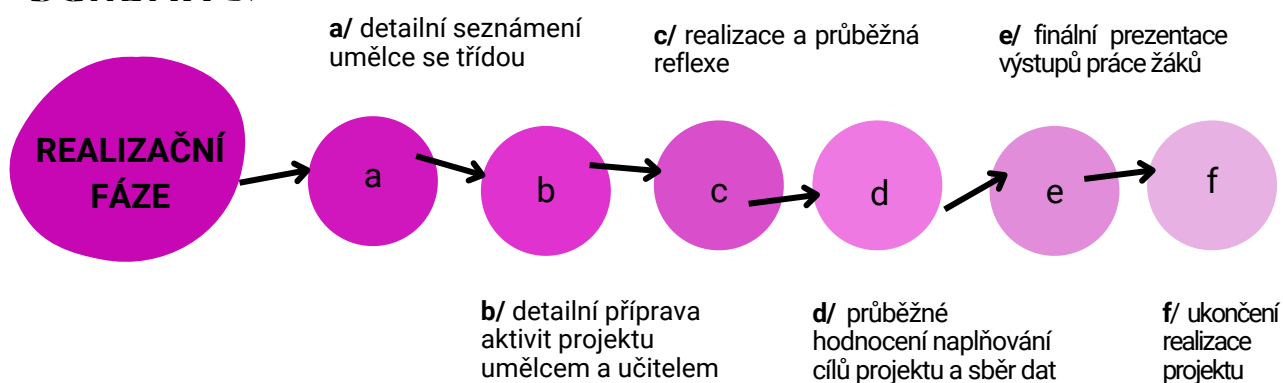 a/ detailní seznámení
umělce se třídou
c/ realizace a průběžná
reflexe
e/ finální prezentace
výstupů práce žáků
REALIZAČNÍ
FÁZE
a
b
c
d
e
f
b/ detailní příprava
aktivit projektu
umělcem a učitelem
d/ průběžné
hodnocení naplňování
cílů projektu a sběr dat
f/ ukončení
realizace
projektu